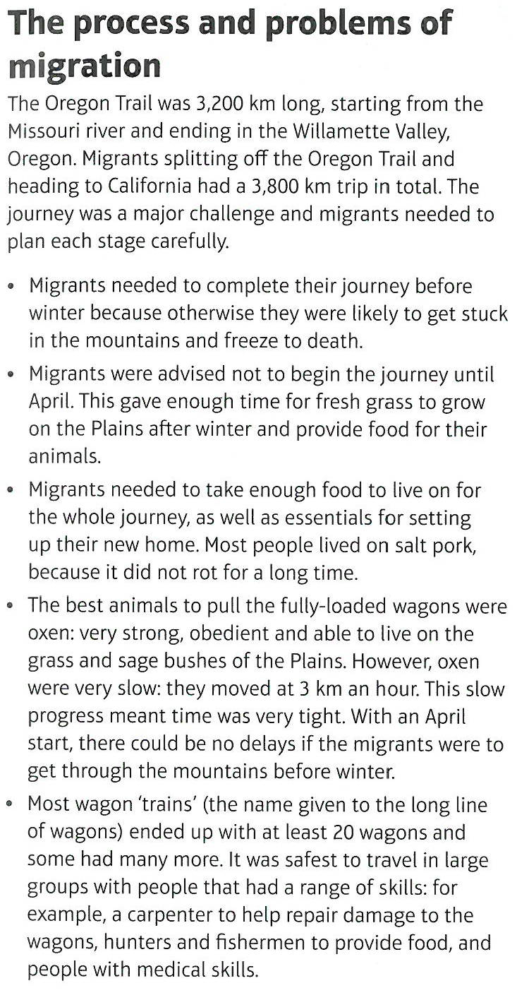 The process and problems of
migration
The Oregon Trail was 3,200 km long, starting from the
Missouri river and ending in the Willamette Valley,
Oregon. Migrants splitting off the Oregon Trail and
heading to California had a 3,800 km trip in total. The
journey was a major challenge and migrants needed to
plan each stage carefully.
• Migrants needed to complete their journey before
winter because otherwise they were likely to get stuck
in the mountains and freeze to death.
• Migrants were advised not to begin the journey until
April. This gave enough time for fresh grass to grow
on the Plains after winter and provide food for their
animals.
• Migrants needed to take enough food to live on for
the whole journey, as well as essentials for setting
up their new home. Most people lived on salt pork,
because it did not rot for a long time.
• The best animals to pull the fully-loaded wagons were
oxen: very strong, obedient and able to live on the
grass and sage bushes of the Plains. However, oxen
were very slow: they moved at 3 km an hour. This slow
progress meant time was very tight. With an April
start, there could be no delays if the migrants were to
get through the mountains before winter.
• Most wagon ‘trains’ (the name given to the long line
of wagons) ended up with at least 20 wagons and
some had many more. It was safest to travel in large
groups with people that had a range of skills: for
example, a carpenter to help repair damage to the
wagons, hunters and fishermen to provide food, and
people with medical skills.